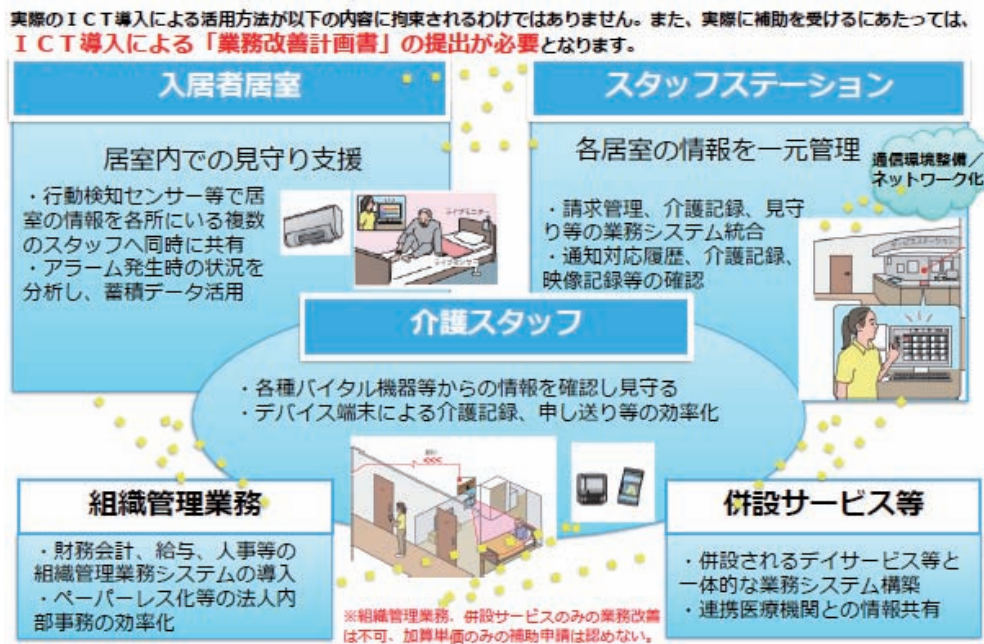 実際のＩＣＴ導入による活用方法が以下の内容に拘束されるわけではありません。また、実際に補助を受けるにあたっては、
ＩＣＴ導入による「業務改善計画書」の提出が必要となります。
入居者居室
居室内での見守り支援
・行動検知センサー等で居
室の情報を各所にいる複数
のスタッフへ同時に共有
・アラーム発生時の状況を
分析し、蓄積データ活用
スタッフステーション
各居室の情報を一元管理
通信環境整備／
ネットワーク化
・請求管理、介護記録、見守
り等の業務システム統合
・通知対応履歴、介護記録、
映像記録等の確認
介護スタッフ
・各種バイタル機器等からの情報を確認し見守る
・デバイス端末による介護記録、申し送り等の効率化
組織管理業務
・財務会計、給与、人事等の
組織管理業務システムの導入
・ペーパーレス化等の法人内
部事務の効率化
※組織管理業務、併設サービスのみの業務改善
は不可、加算単価のみの補助申請は認めない。
併設サービス等
・併設されるデイサービス等と
一体的な業務システム構築
・連携医療機関との情報共有